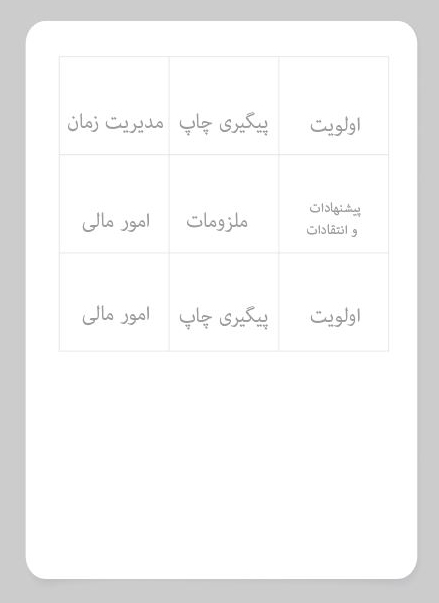 اولویت
پیگیری چاپ
مدیریت زمان
پیشنهادات
و انتقادات
ملزومات
امور مالی
اولویت
پیگیری چاپ
امور مالی